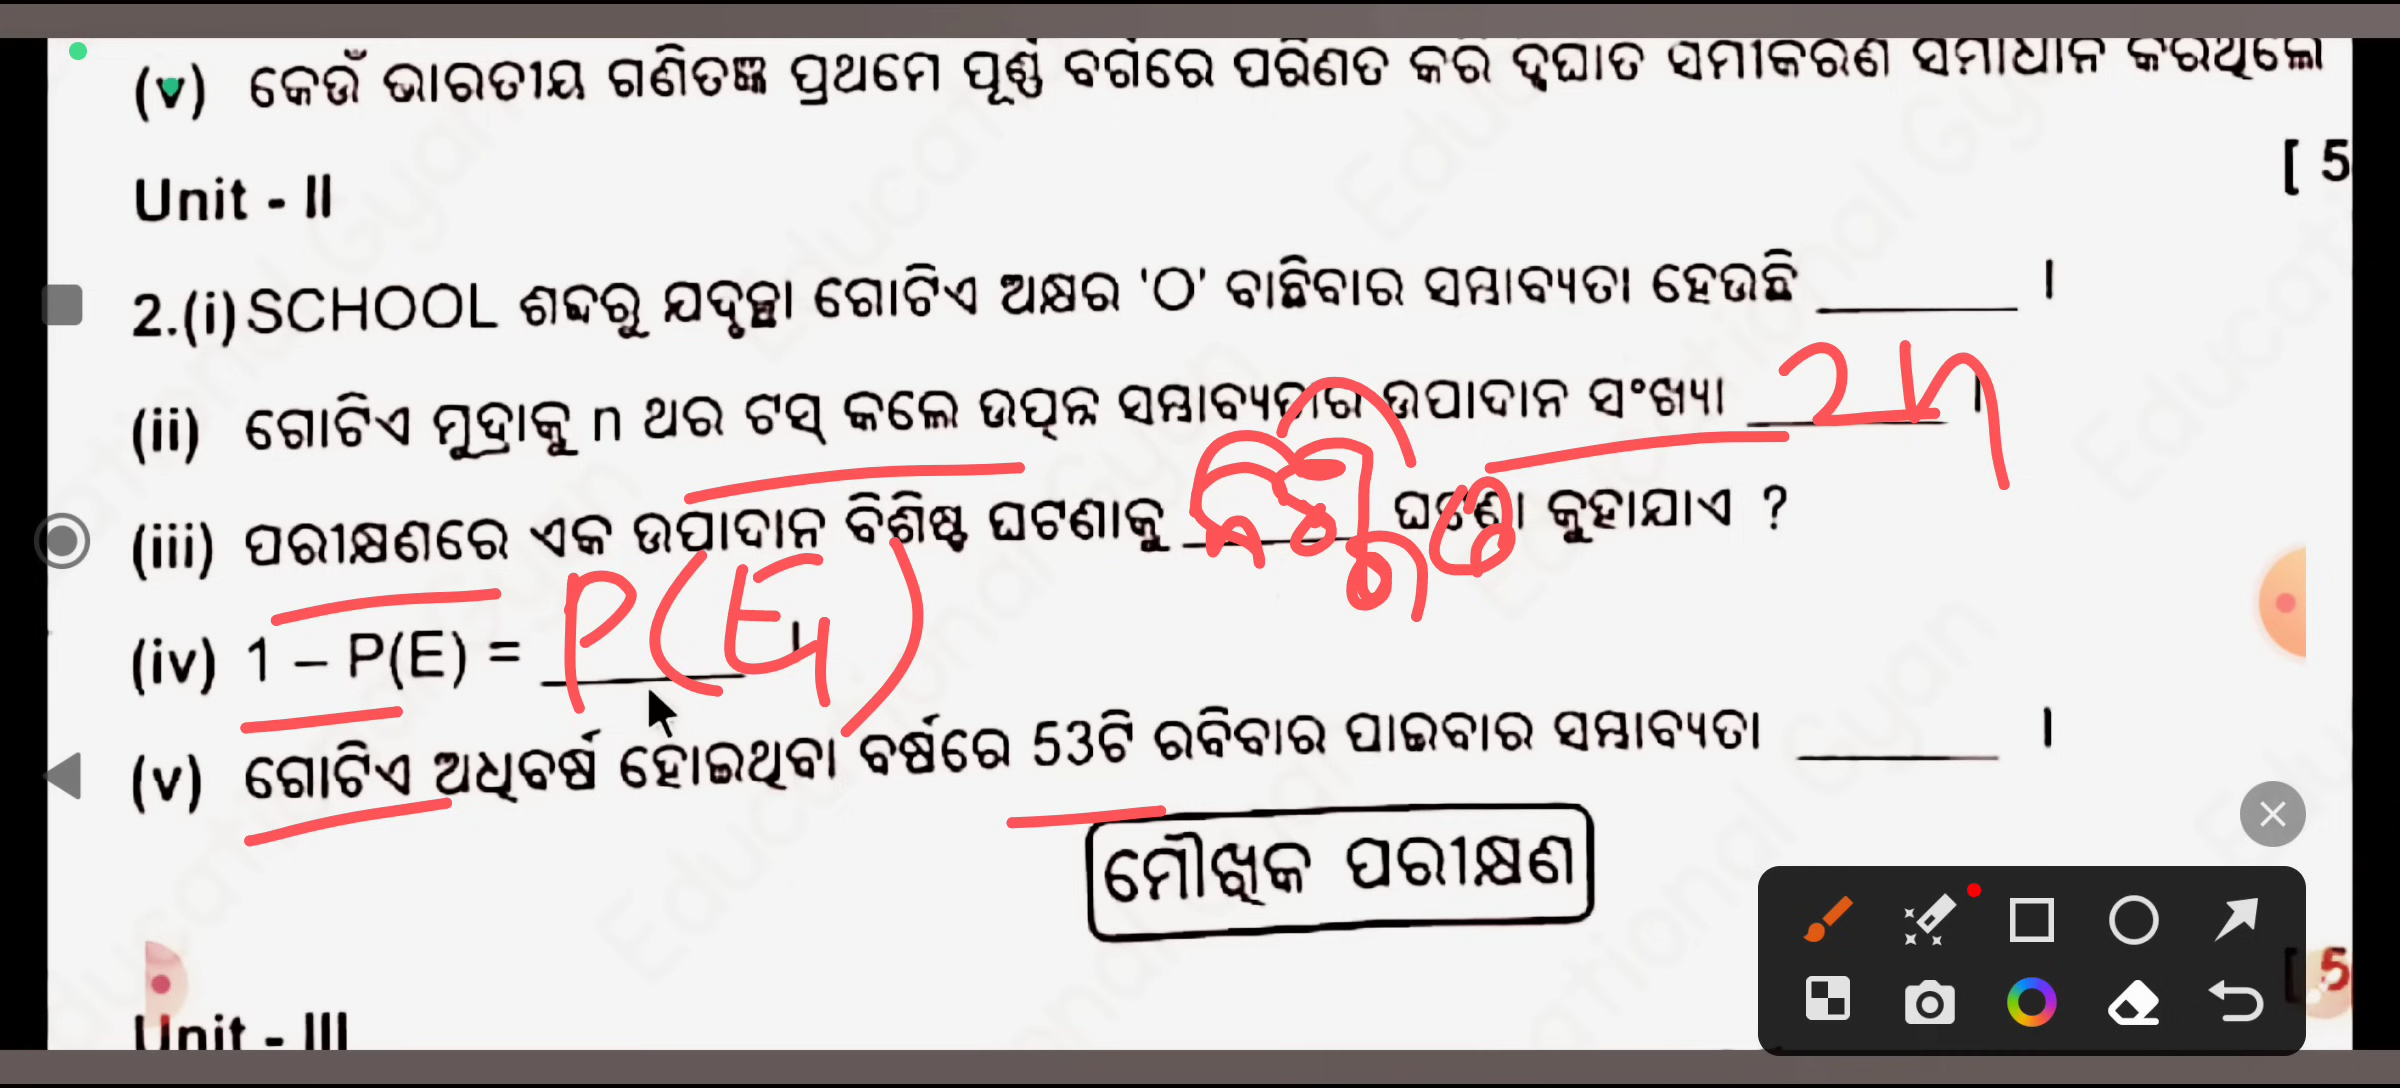 (v) କେଉଁ ଭାରତୀୟ ଗଣିତଜ୍ଞ ପ୍ରଥମେ ପୂର୍ଣ୍ଣ ବର୍ଗରେ ପରିଣତ କରି ଦ୍ୱିଘାତ ସମୀକରଣ ସମାଧାନ କରିଥିଲେ
[ 5
Unit - II
2.(i) SCHOOL ଶବ୍ଦରୁ ଯଦୃଚ୍ଛା ଗୋଟିଏ ଅକ୍ଷର 'O' ବାଛିବାର ସମ୍ଭାବ୍ୟତା ହେଉଛି ______ ।
(ii) ଗୋଟିଏ ମୁଦ୍ରାକୁ n ଥର ଟସ୍ କଲେ ଉତ୍ପନ୍ନ ସମ୍ଭାବ୍ୟତାର ଉପାଦାନ ସଂଖ୍ୟା 2n ।
(iii) ପରୀକ୍ଷଣରେ ଏକ ଉପାଦାନ ବିଶିଷ୍ଟ ଘଟଣାକୁ ______ ଘଟଣା କୁହାଯାଏ ?
(iv) 1 – P(E) = P(E₁) ।
(v) ଗୋଟିଏ ଅଧିବର୍ଷ ହୋଇଥିବା ବର୍ଷରେ 53ଟି ରବିବାର ପାଇବାର ସମ୍ଭାବ୍ୟତା ______ ।
ମୌଖିକ ପରୀକ୍ଷଣ
[ 5
Unit - III